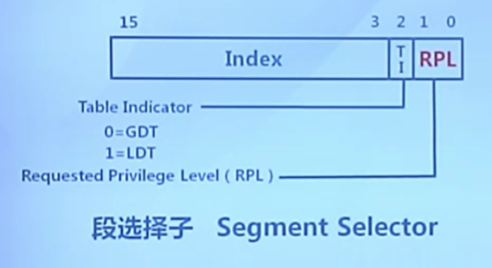 15 3 2 1 0
Index TI RPL
Table Indicator
0=GDT
1=LDT
Requested Privilege Level ( RPL )
段选择子 Segment Selector